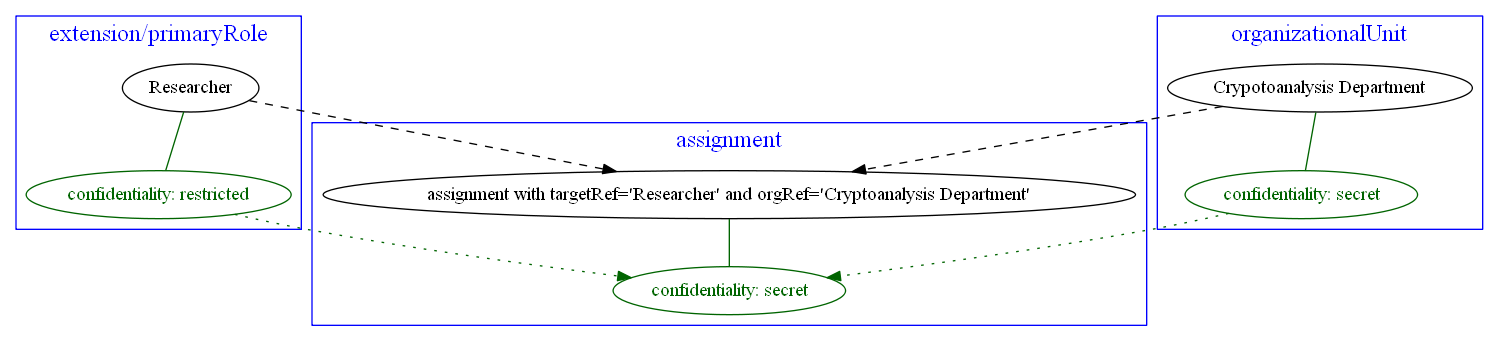 extension/primaryRole
Researcher
confidentiality: restricted
assignment
assignment with targetRef='Researcher' and orgRef='Cryptoanalysis Department'
confidentiality: secret
organizationalUnit
Crypotoanalysis Department
confidentiality: secret